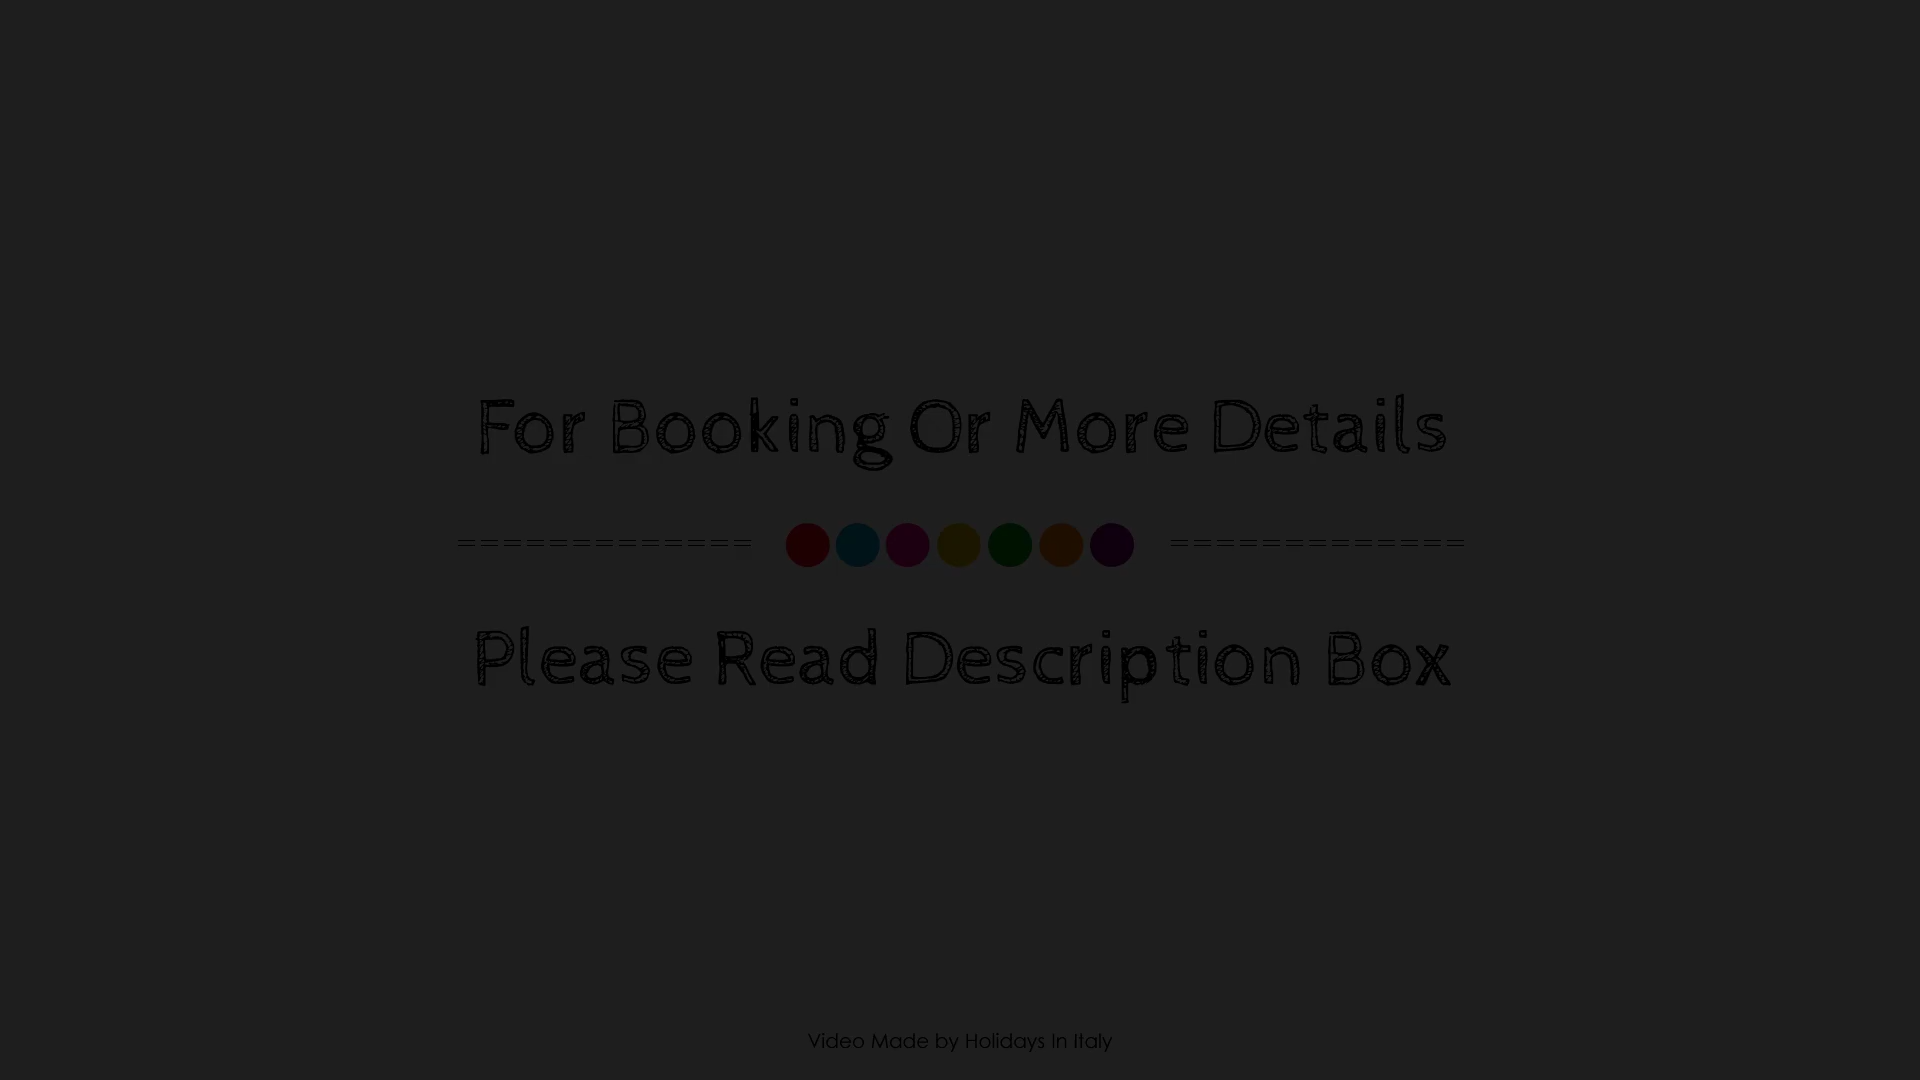 For Booking Or More Details
============= =============
Please Read Description Box
Video Made by Holidays In Italy